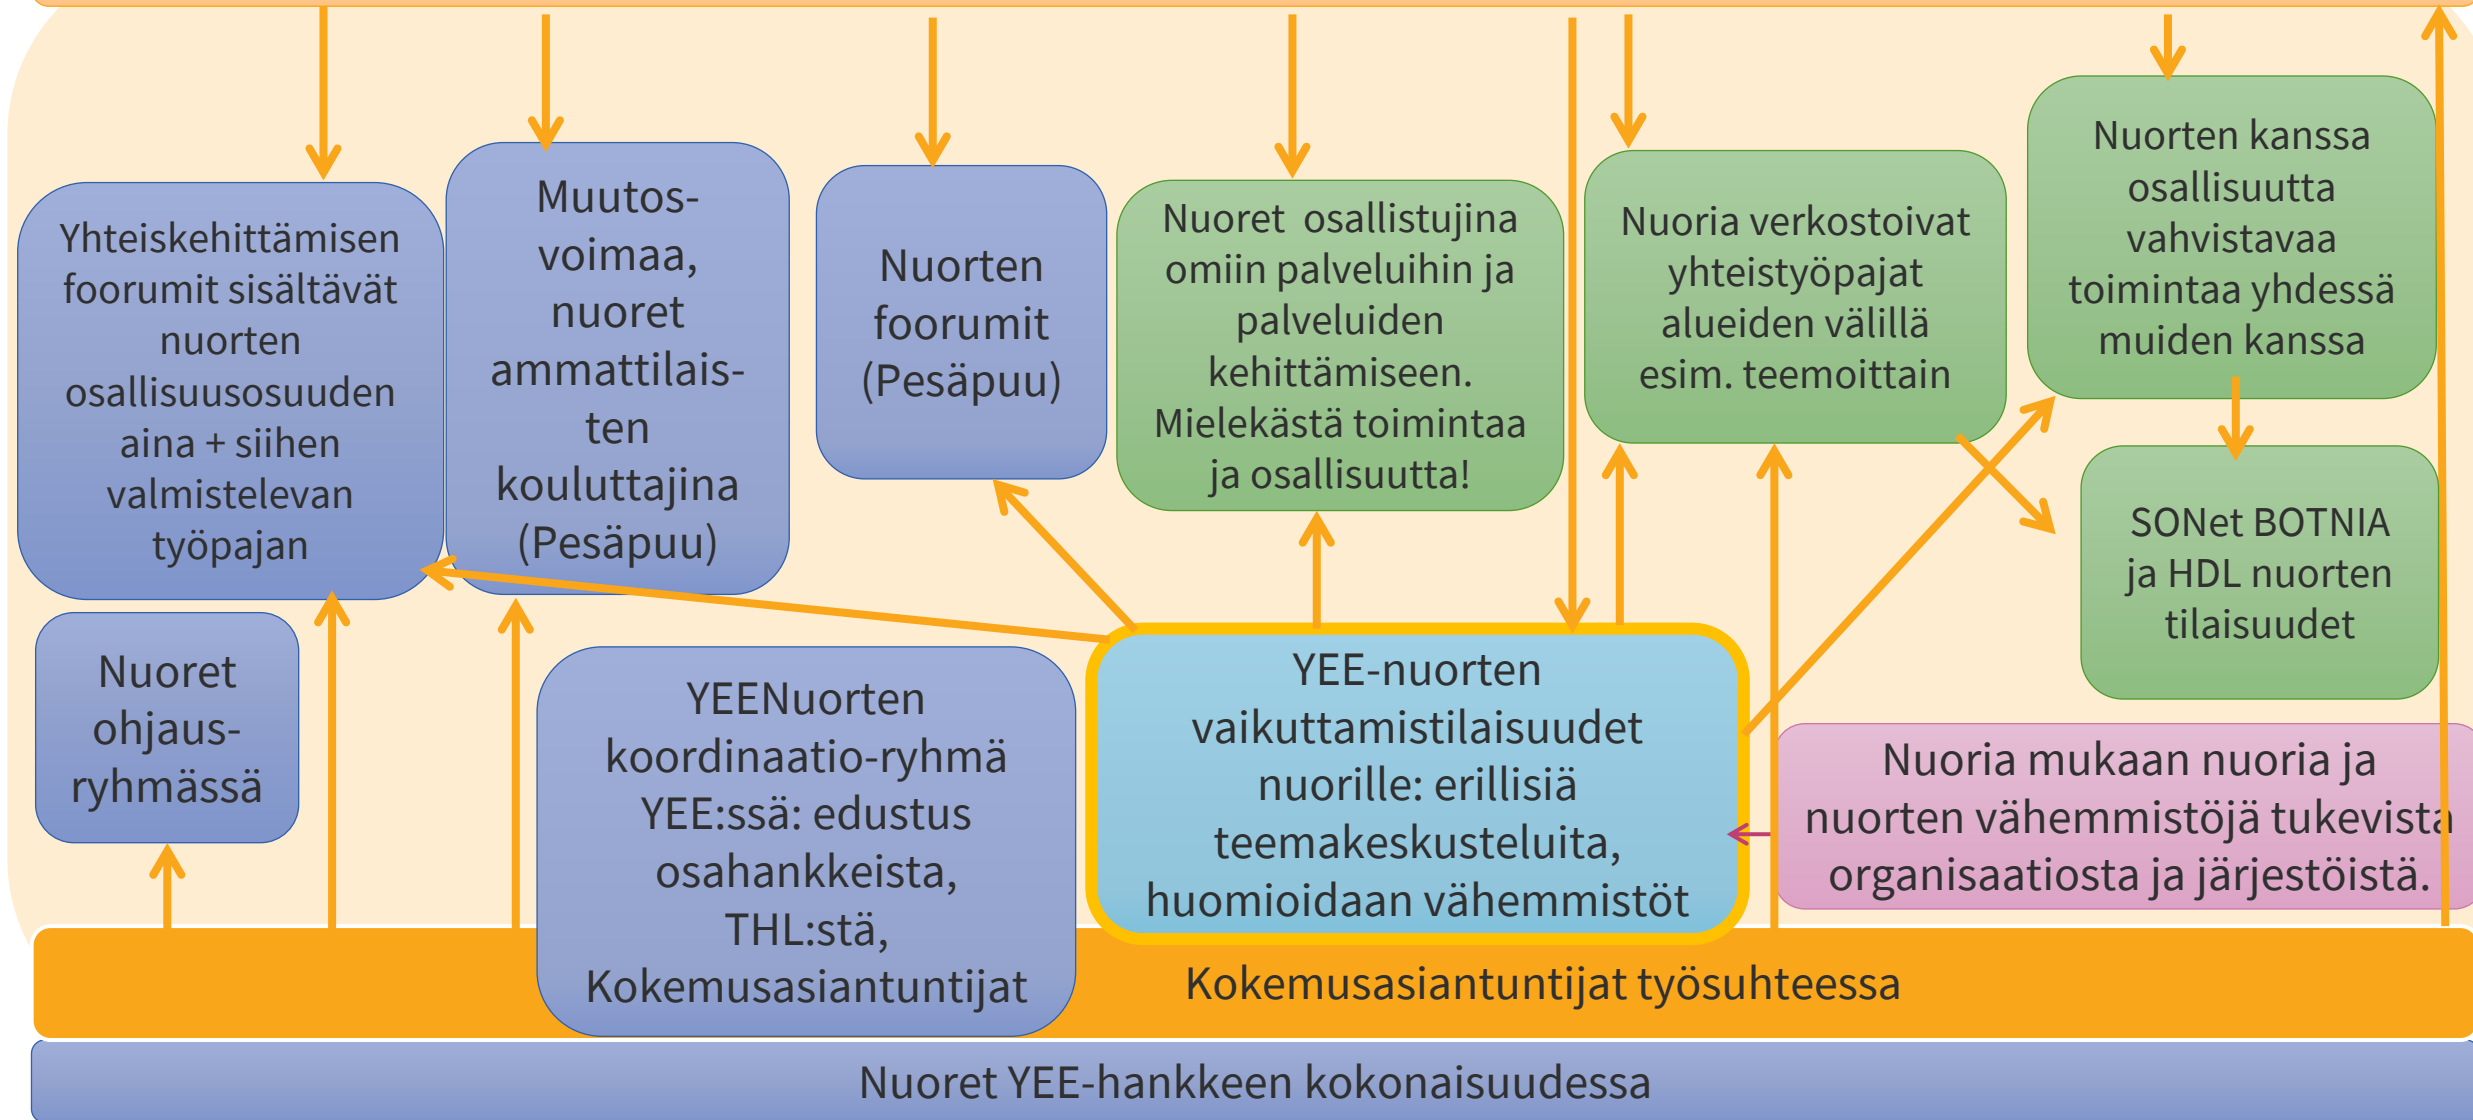 Yhteiskehittämisen
foorumit sisältävät
nuorten
osallisuusosuuden
aina + siihen
valmistelevan
työpajan
Muutos-
voimaa,
nuoret
ammattilais-
ten
kouluttajina
(Pesäpuu)
Nuorten
foorumit
(Pesäpuu)
Nuoret osallistujina
omiin palveluihin ja
palveluiden
kehittämiseen.
Mielekästä toimintaa
ja osallisuutta!
Nuoria verkostoivat
yhteistyöpajat
alueiden välillä
esim. teemoittain
Nuorten kanssa
osallisuutta
vahvistavaa
toimintaa yhdessä
muiden kanssa
SONet BOTNIA
ja HDL nuorten
tilaisuudet
Nuoret
ohjaus-
ryhmässä
YEENuorten
koordinaatio-ryhmä
YEE:ssä: edustus
osahankkeista,
THL:stä,
Kokemusasiantuntijat
YEE-nuorten
vaikuttamistilaisuudet
nuorille: erillisiä
teemakeskusteluita,
huomioidaan vähemmistöt
Nuoria mukaan nuoria ja
nuorten vähemmistöjä tukevista
organisaatiosta ja järjestöistä.
Kokemusasiantuntijat työsuhteessa
Nuoret YEE-hankkeen kokonaisuudessa